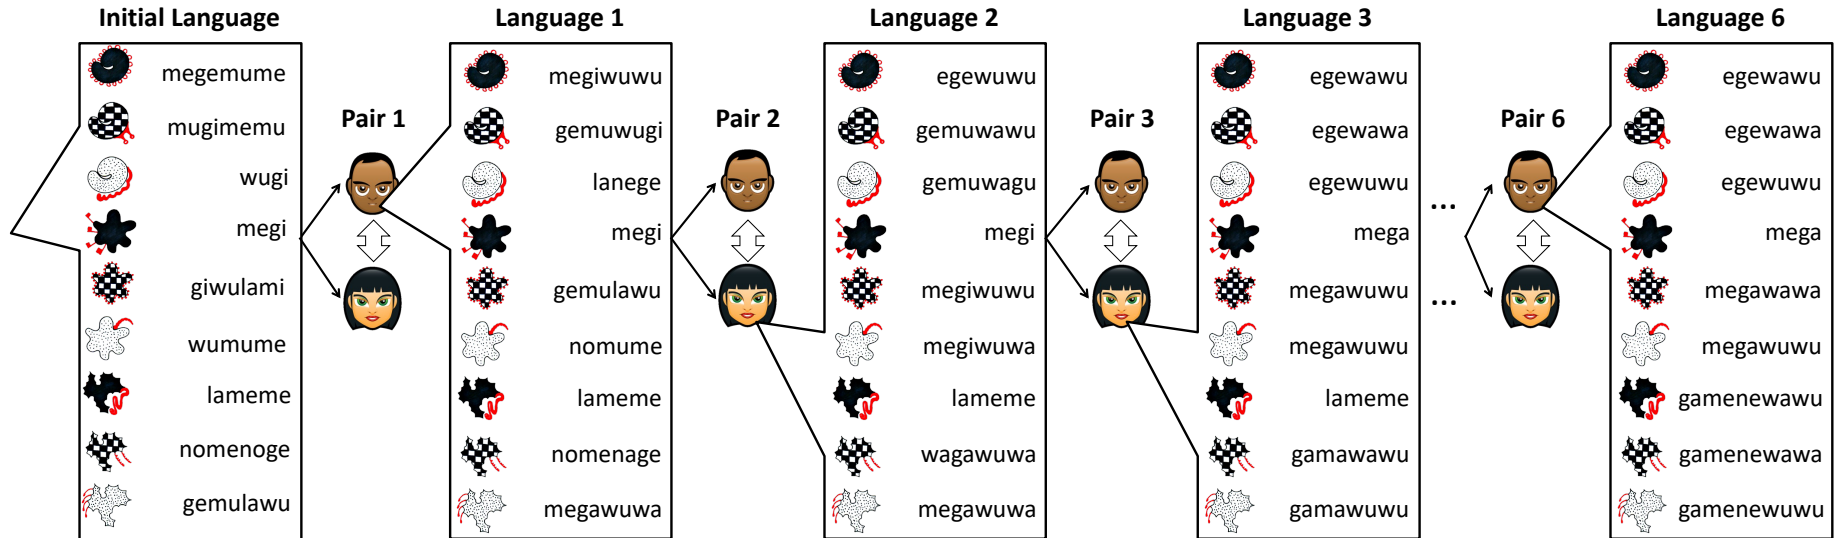 Initial Language
megemume
mugimemu
wugi
megi
giwulami
wumume
lameme
nomenoge
gemulawu
Pair 1
Language 1
megiwuwu
gemuwugi
lanege
megi
gemulawu
nomume
lameme
nomenage
megawuwa
Pair 2
Language 2
egewuwu
gemuwawu
gemuwagu
megi
megiwuwu
megiwuwa
lameme
wagawuwa
megawuwa
Pair 3
Language 3
egewawu
egewawa
egewuwu
mega
megawuwu
megawuwu
lameme
gamawawu
gamawuwu
...
...
Pair 6
Language 6
egewawu
egewawa
egewuwu
mega
megawawa
megawuwu
gamenewawu
gamenewawa
gamenewuwu